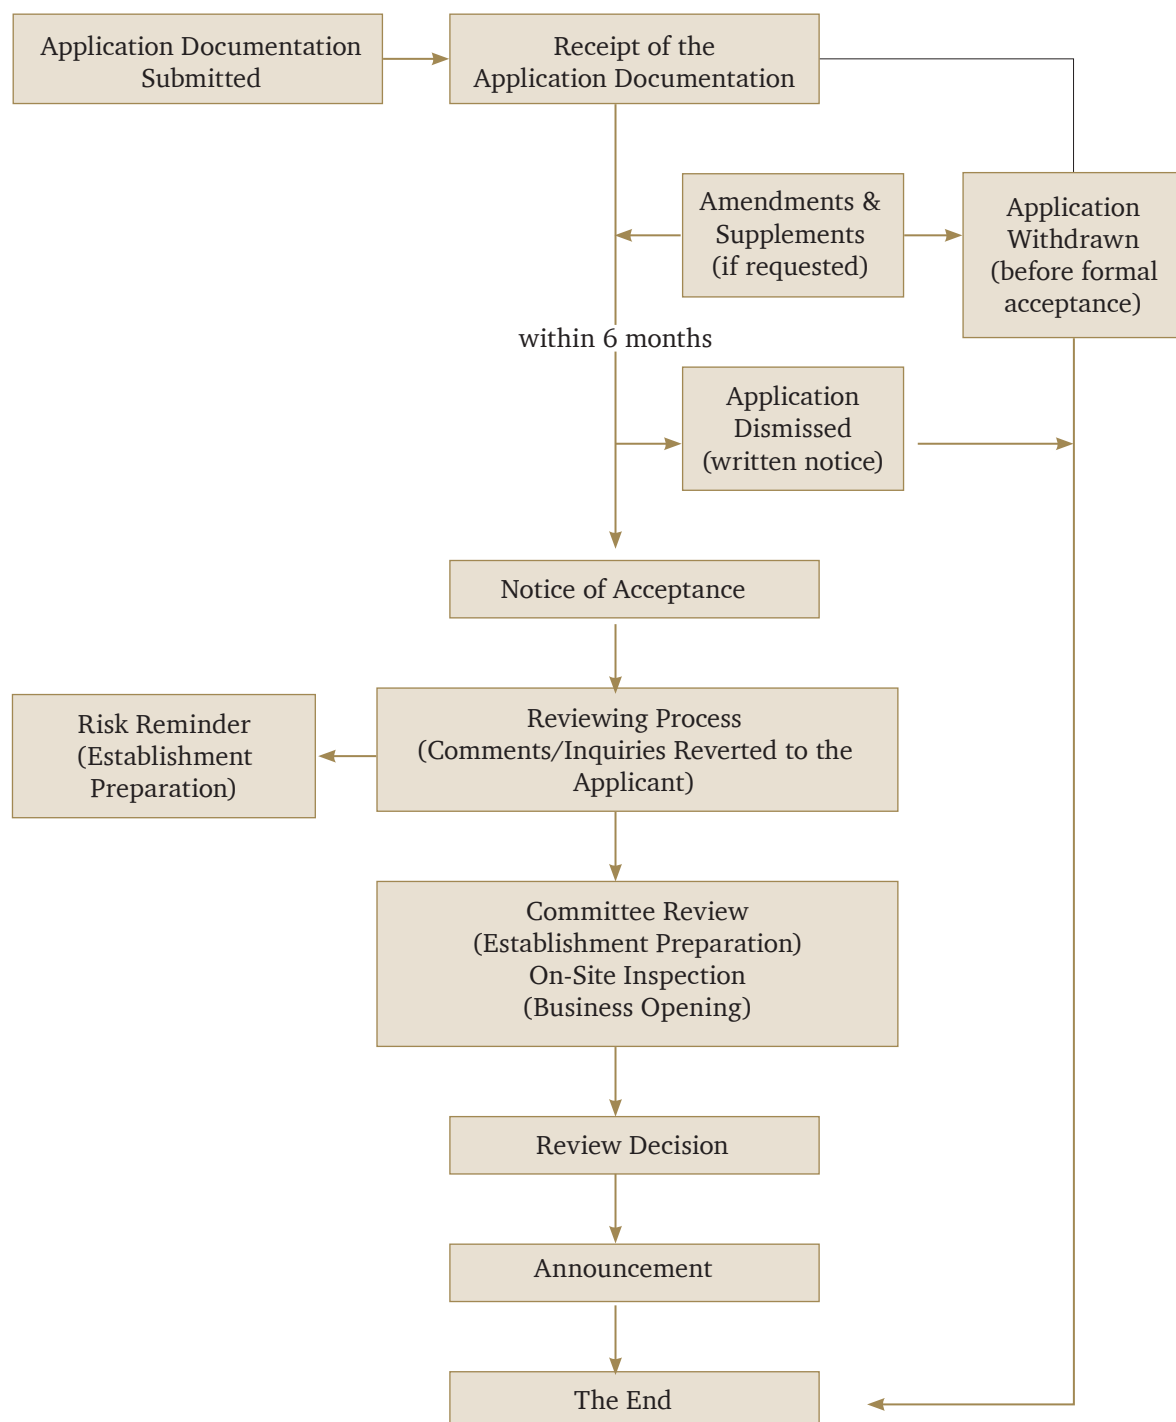 Application Documentation
Submitted
Receipt of the
Application Documentation
Amendments &
Supplements
(if requested)
Application
Withdrawn
(before formal
acceptance)
within 6 months
Application
Dismissed
(written notice)
Notice of Acceptance
Risk Reminder
(Establishment
Preparation)
Reviewing Process
(Comments/Inquiries Reverted to the
Applicant)
Committee Review
(Establishment Preparation)
On-Site Inspection
(Business Opening)
Review Decision
Announcement
The End